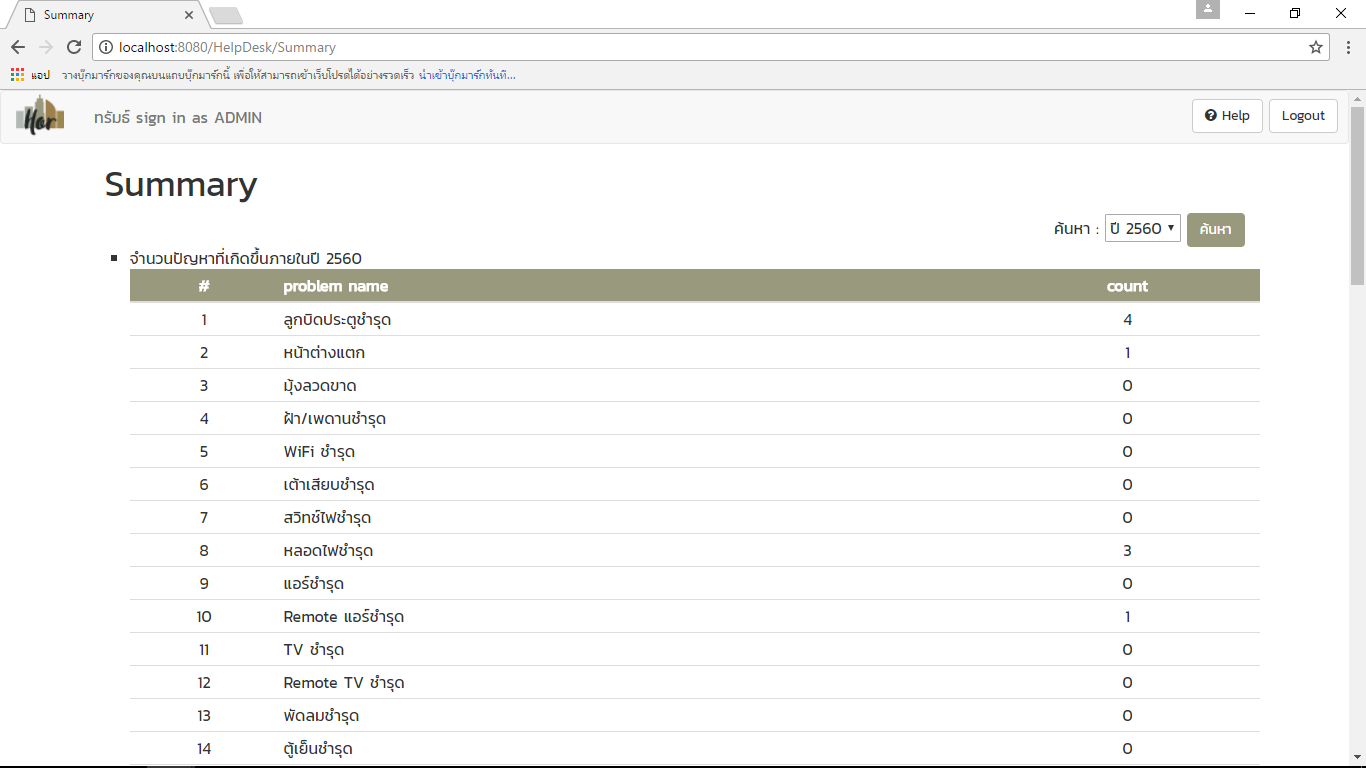 Summary
localhost:8080/HelpDesk/Summary
แอป วางบุ๊กมาร์กของคุณบนแถบบุ๊กมาร์กนี้ เพื่อให้สามารถเข้าเว็บโปรดได้อย่างรวดเร็ว นำเข้าบุ๊กมาร์กทันที...
Hor ทรัมธ์ sign in as ADMIN Help Logout
Summary
ค้นหา : ปี 2560 ค้นหา
จำนวนปัญหาที่เกิดขึ้นภายในปี 2560
# problem name count
1 ลูกบิดประตูชำรุด 4
2 หน้าต่างแตก 1
3 มุ้งลวดขาด 0
4 ฝ้า/เพดานชำรุด 0
5 WiFi ชำรุด 0
6 เต้าเสียบชำรุด 0
7 สวิทช์ไฟชำรุด 0
8 หลอดไฟชำรุด 3
9 แอร์ชำรุด 0
10 Remote แอร์ชำรุด 1
11 TV ชำรุด 0
12 Remote TV ชำรุด 0
13 พัดลมชำรุด 0
14 ตู้เย็นชำรุด 0